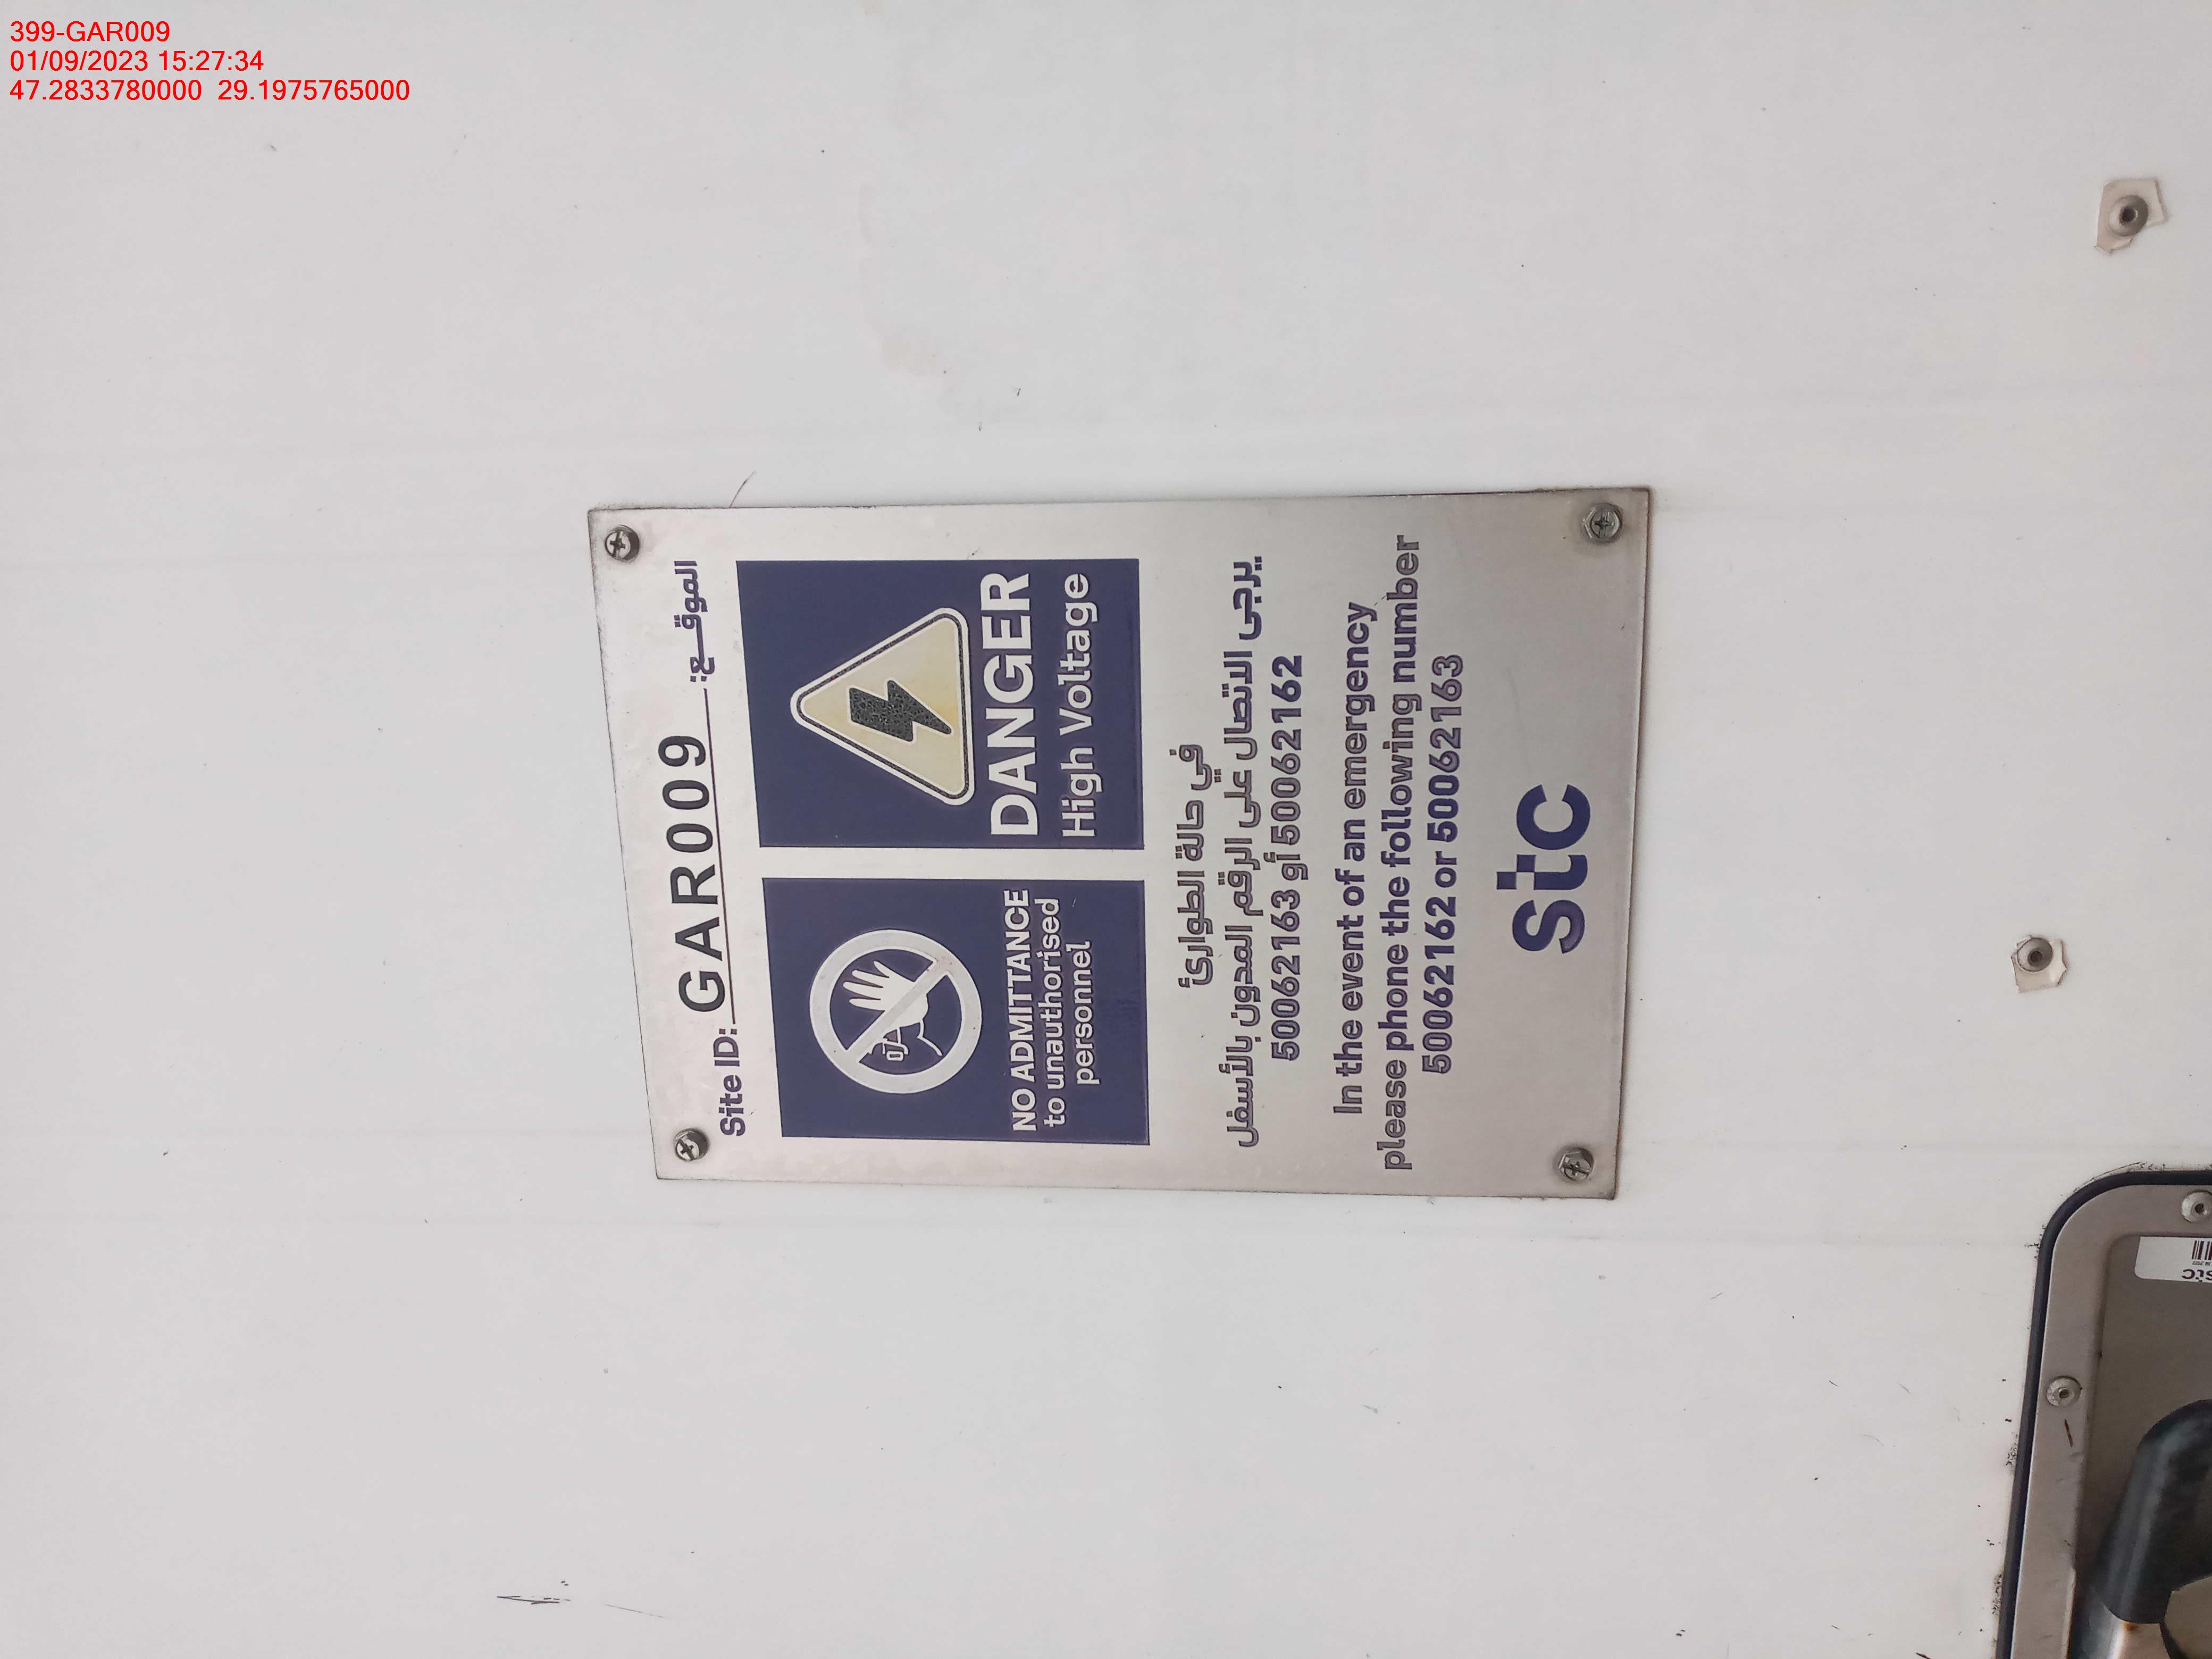 399-GAR009
01/09/2023 15:27:34
47.2833780000 29.1975765000
Site ID: GAR009 الموقـــع:
NO ADMITTANCE
to unauthorised
personnel
DANGER
High Voltage
في حالة الطوارئ
يرجى الاتصال على الرقم المدون بالأسفل
50062162 أو 50062163
In the event of an emergency
please phone the following number
50062162 or 50062163
stc
stc